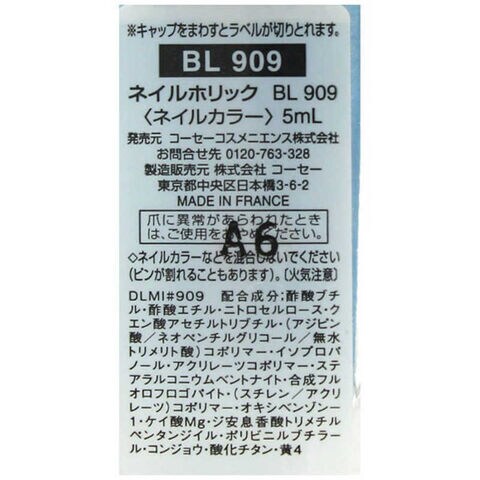 ※キャップをまわすとラベルが切りとれます。
BL 909
ネイルホリック BL 909
〈ネイルカラー〉5mL
発売元 コーセーコスメニエンス株式会社
お問合せ先 0120-763-328
製造販売元 株式会社 コーセー
東京都中央区日本橋3-6-2
MADE IN FRANCE
爪に異常があらわれたとき
は、ご使用をおやめください。
A6
◇ネイルカラーなどを混合しないでください
(ビンが割れることもあります)。〔火気注意〕
DLMI#909 配合成分;酢酸ブチ
ル・酢酸エチル・ニトロセルロース・ク
エン酸アセチルトリブチル・(アジピン
酸/ネオペンチルグリコール/無水
トリメリト酸)コポリマー・イソプロパ
ノール・アクリレーツコポリマー・ステ
アラルコニウムベントナイト・合成フル
オロフロゴパイト・(スチレン/アクリ
レーツ)コポリマー・オキシベンゾン-
1・ケイ酸Mg・ジ安息香酸トリメチル
ペンタンジイル・ポリビニルブチラー
ル・コンジョウ・酸化チタン・黄4